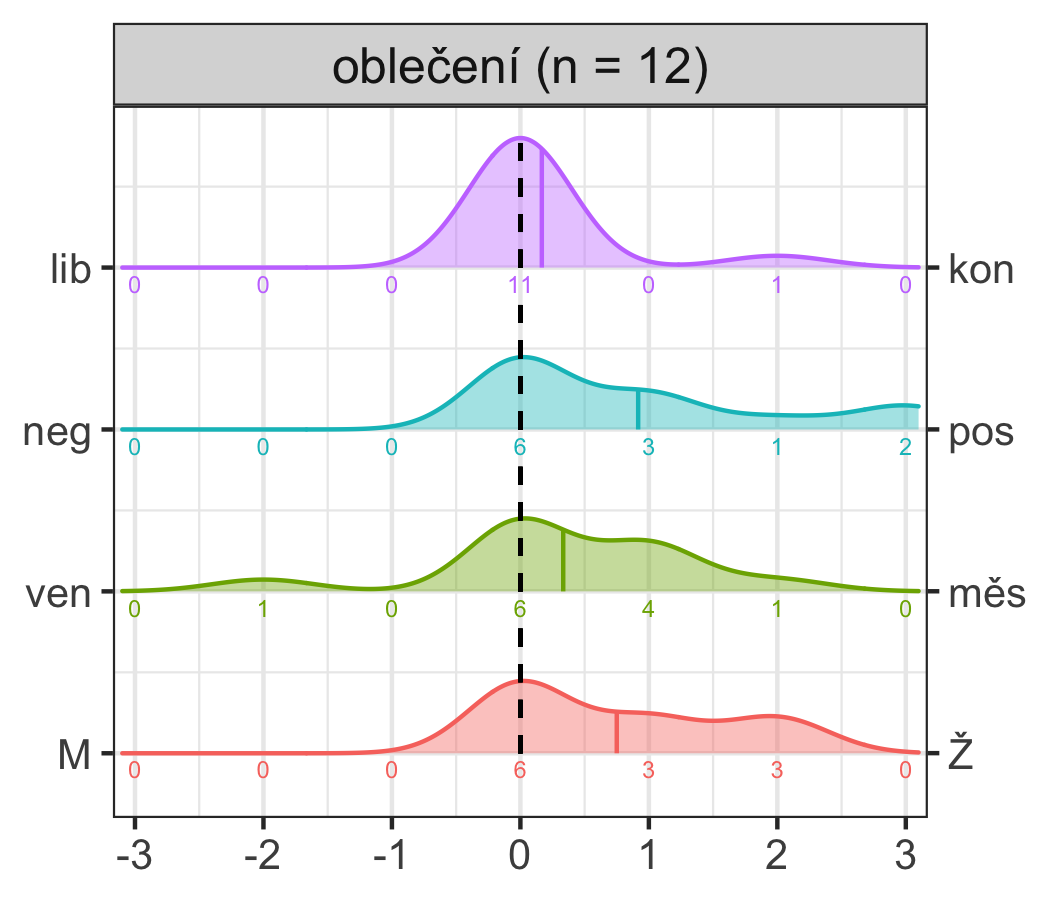 oblečení (n = 12)
lib kon
0 0 0 11 0 1 0
neg pos
0 0 0 6 3 1 2
ven měs
0 1 0 6 4 1 0
M Ž
0 0 0 6 3 3 0
-3 -2 -1 0 1 2 3